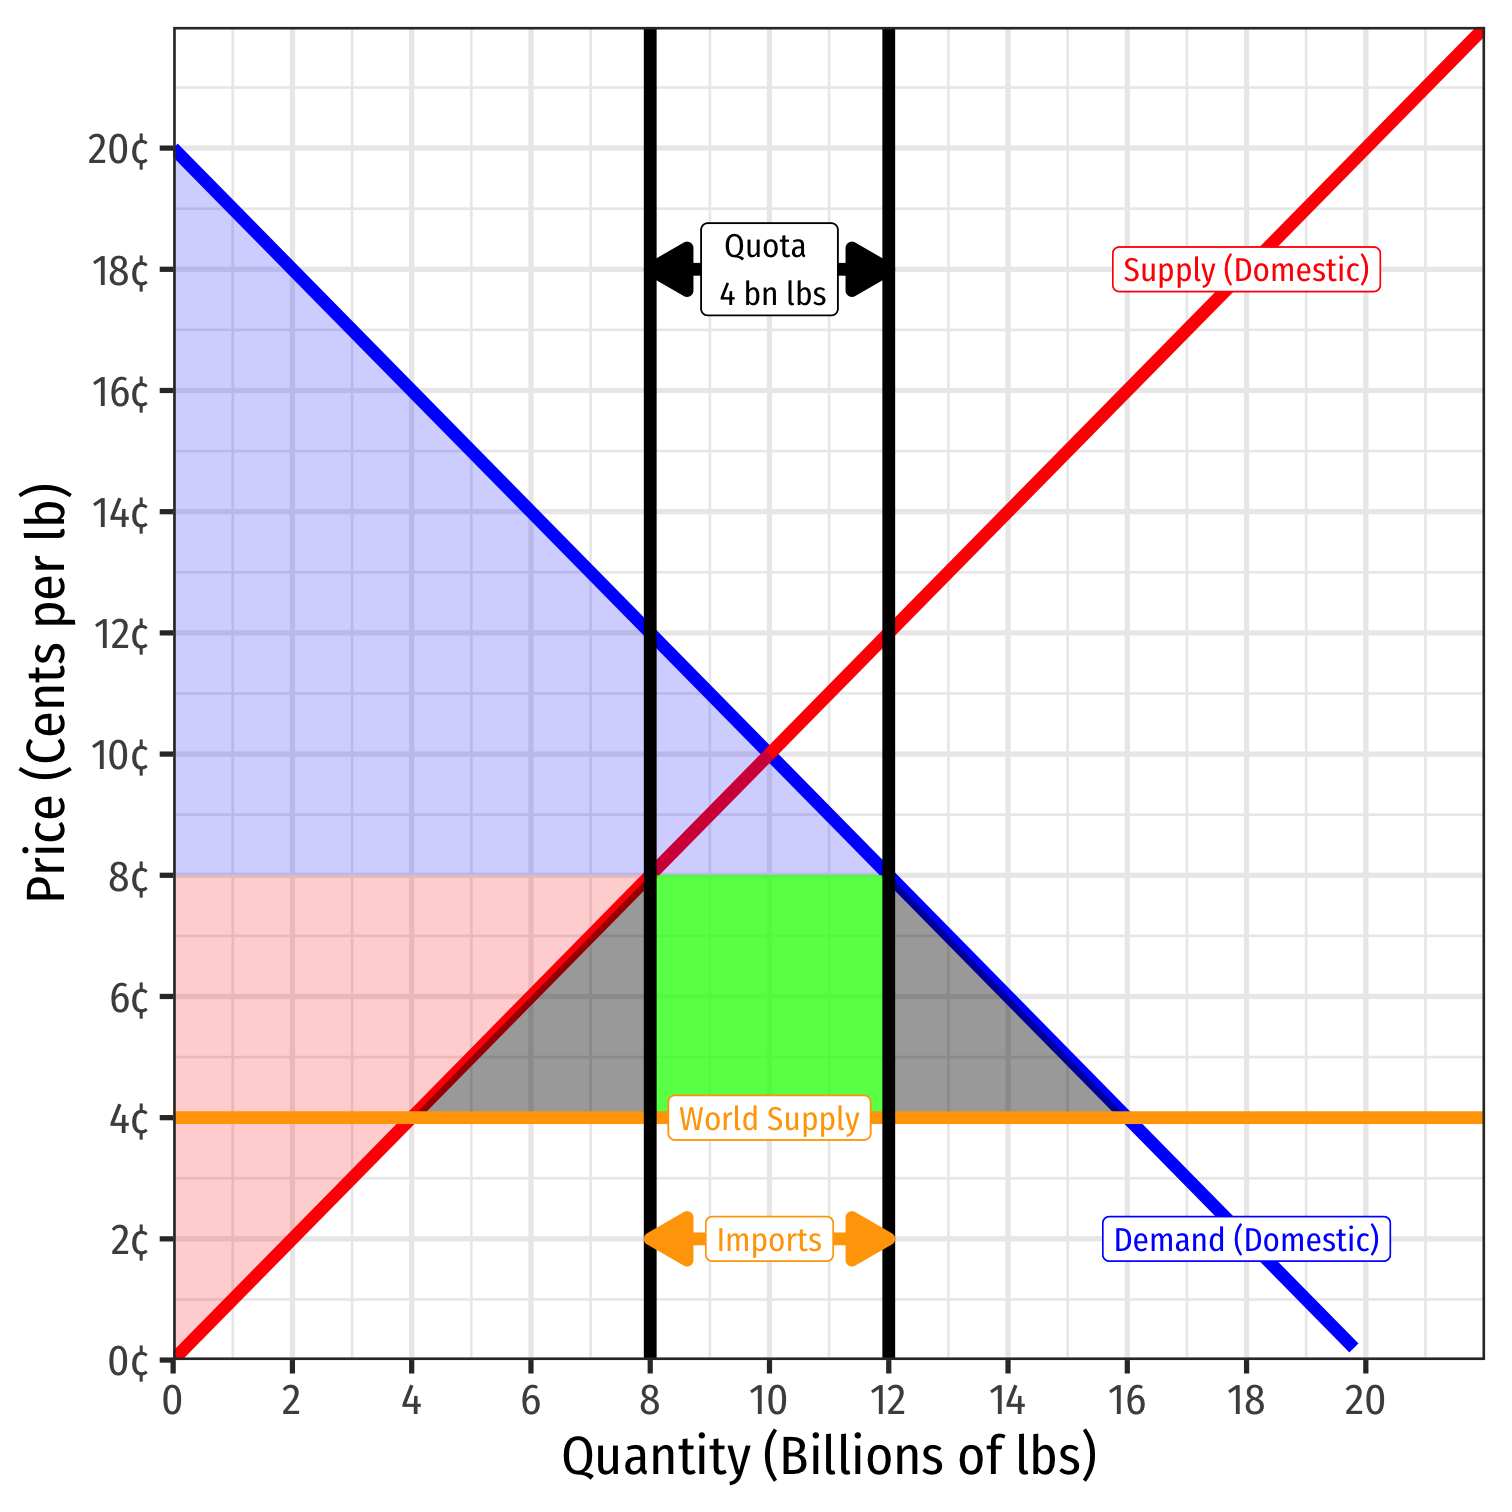 20¢
18¢
16¢
14¢
12¢
10¢
8¢
6¢
4¢
2¢
0¢
Price (Cents per lb)
Quota
4 bn lbs
Supply (Domestic)
World Supply
Imports
Demand (Domestic)
0 2 4 6 8 10 12 14 16 18 20
Quantity (Billions of lbs)